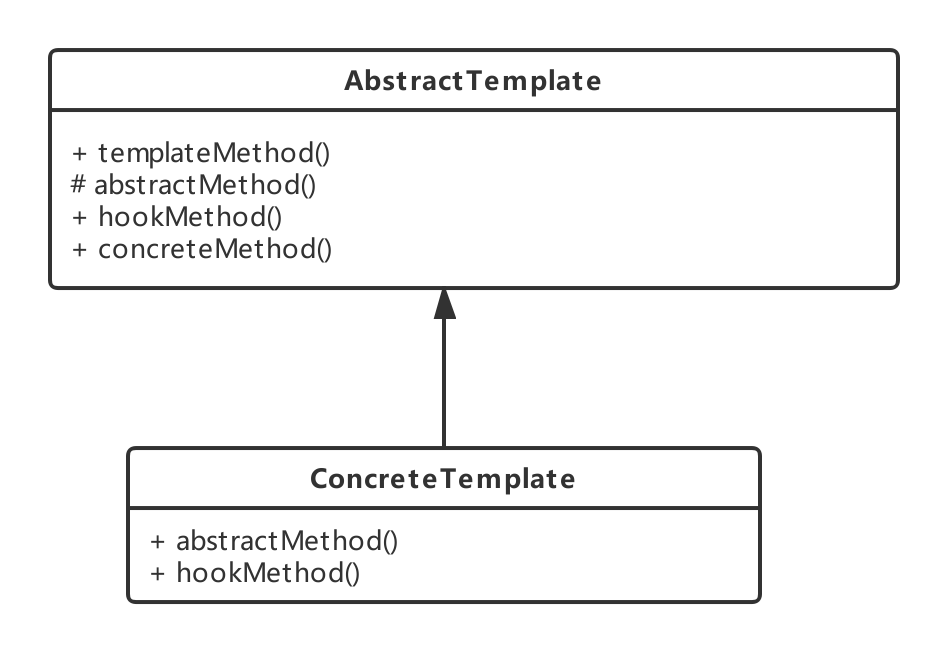 AbstractTemplate
+ templateMethod()
# abstractMethod()
+ hookMethod()
+ concreteMethod()
ConcreteTemplate
+ abstractMethod()
+ hookMethod()